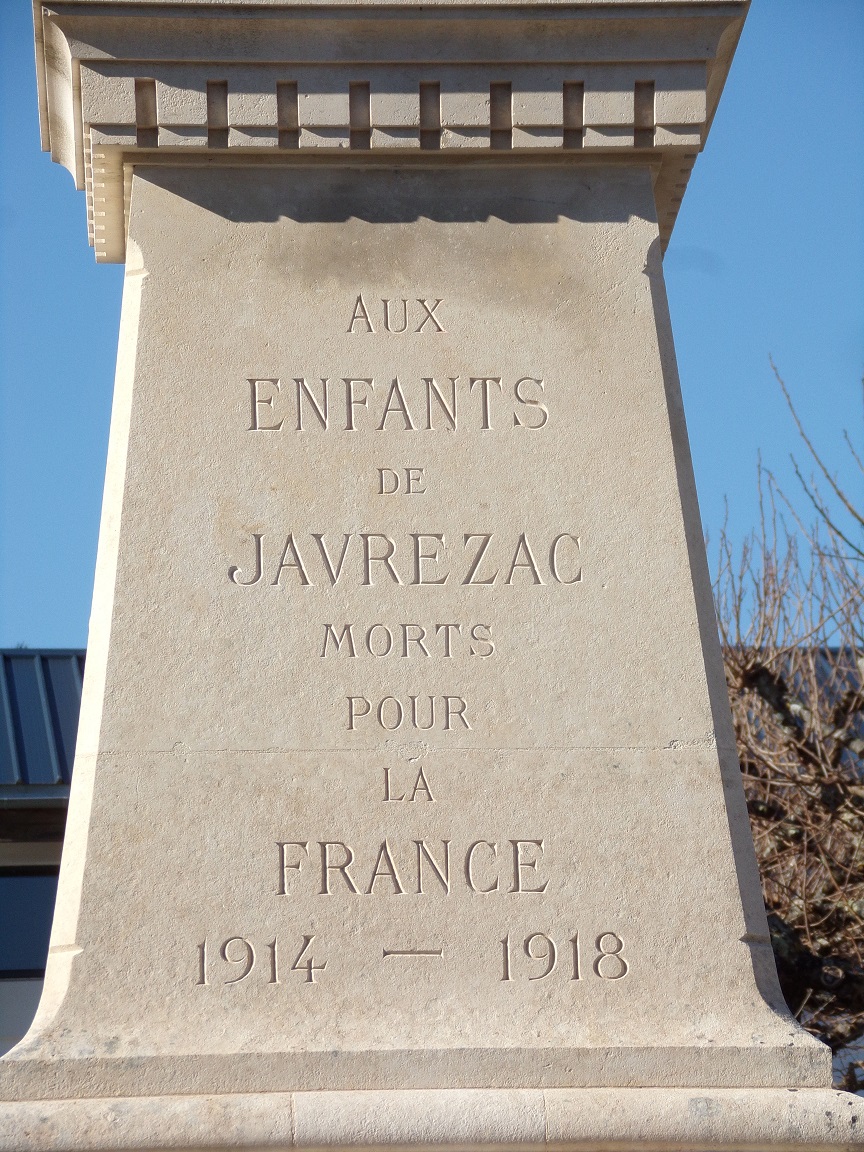 AUX
ENFANTS
DE
JAVREZAC
MORTS
POUR
LA
FRANCE
1914 — 1918